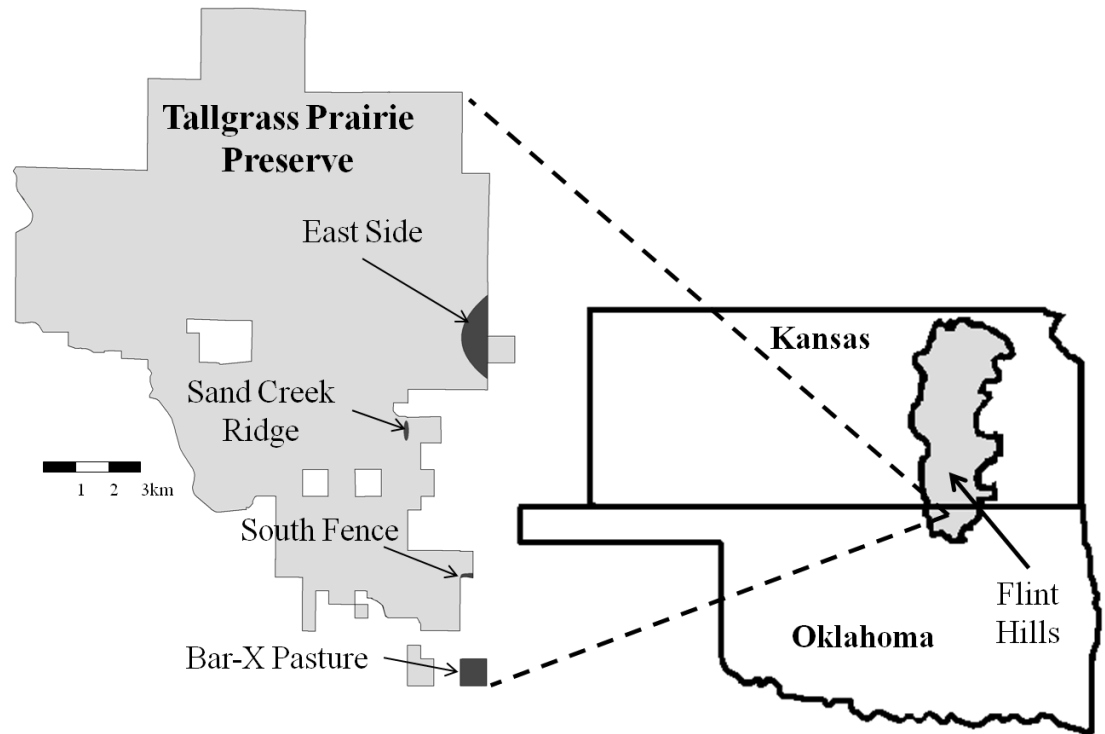 Tallgrass Prairie
Preserve
East Side
Sand Creek
Ridge
1 2 3km
South Fence
Bar-X Pasture
Kansas
Flint
Hills
Oklahoma